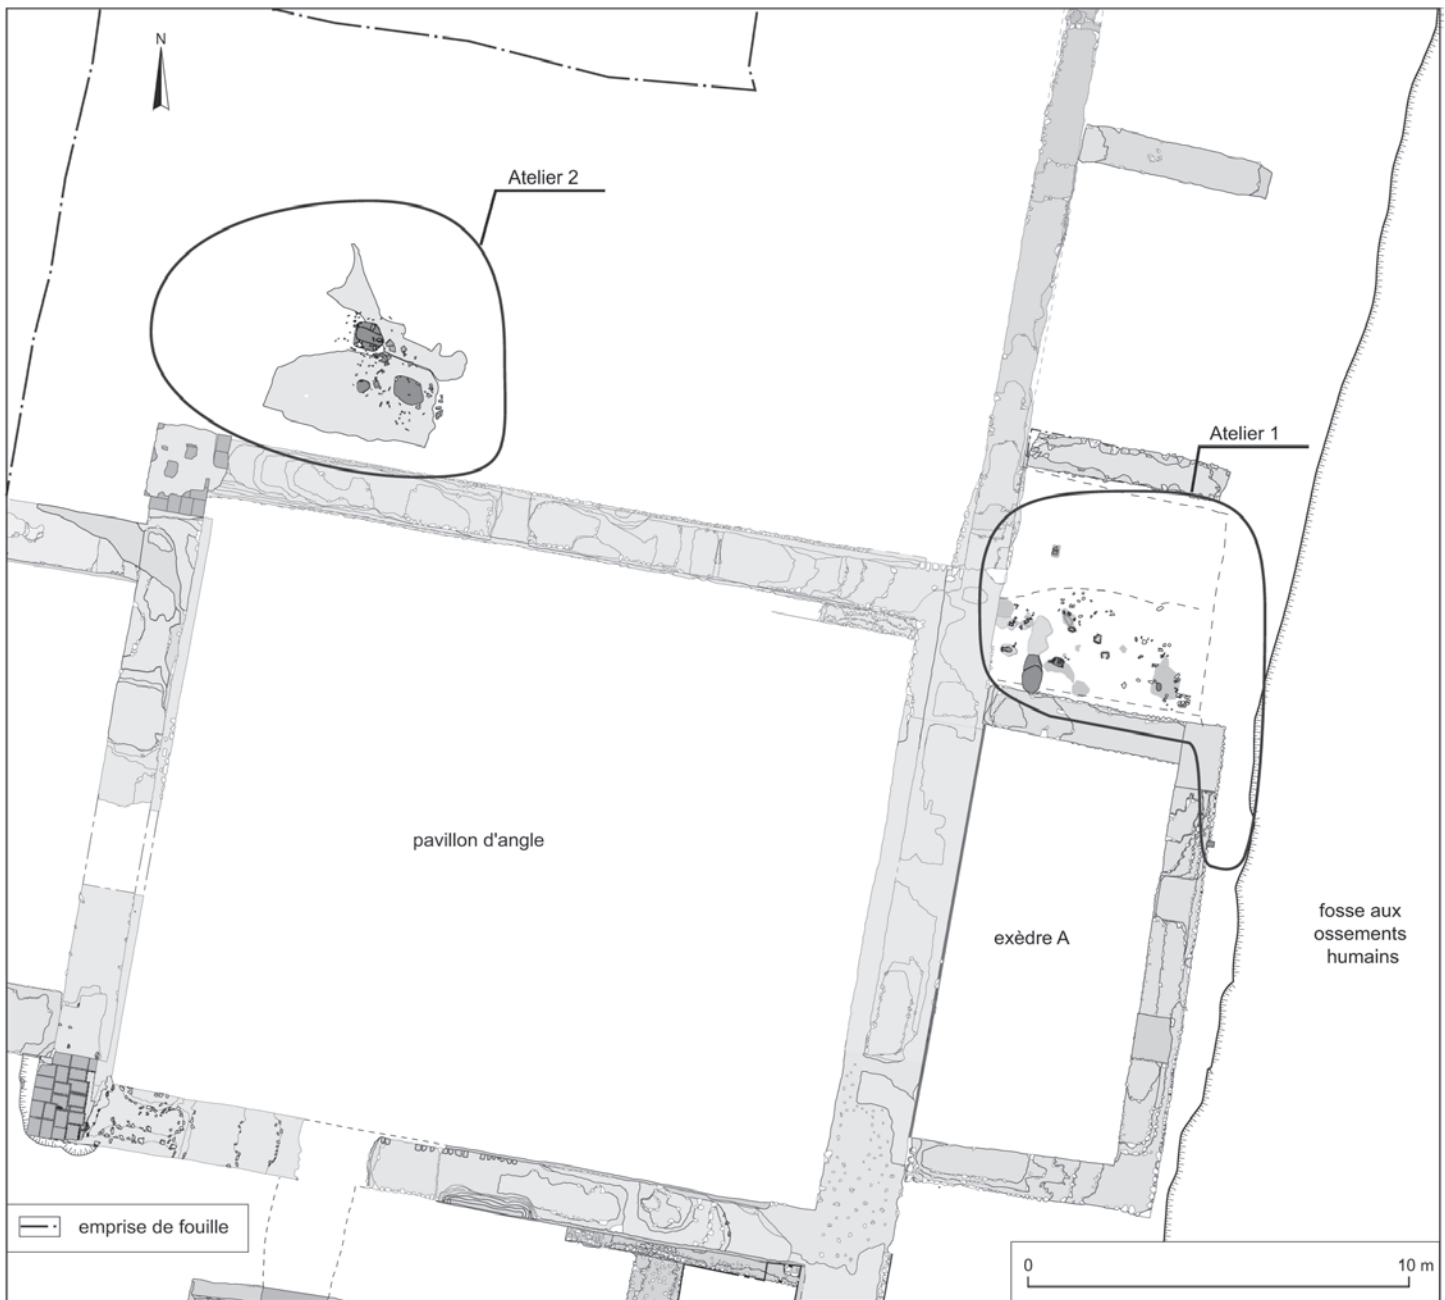 N
Atelier 2
Atelier 1
pavillon d'angle
exèdre A
fosse aux
ossements
humains
emprise de fouille
0 10 m